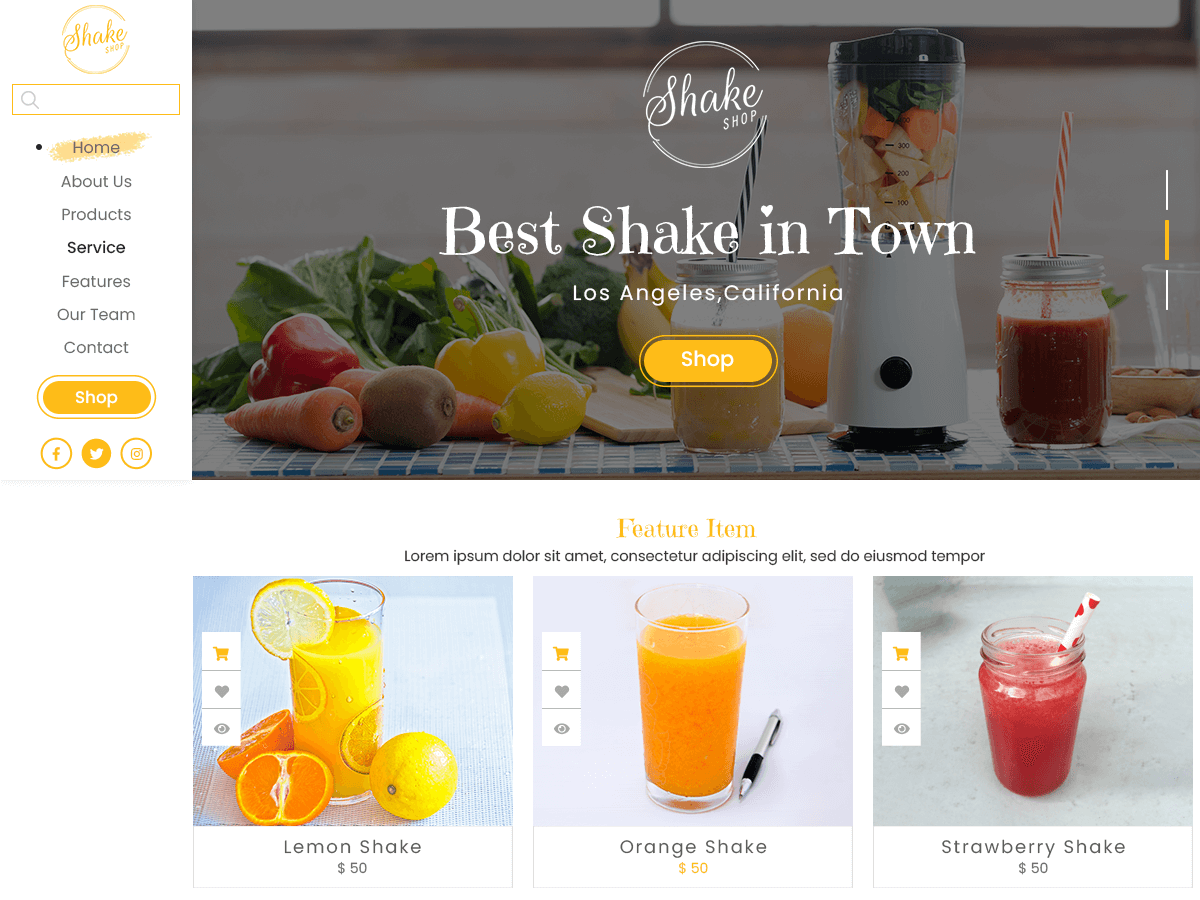 Shake
SHOP
Home
About Us
Products
Service
Features
Our Team
Contact
Shop
Shake
SHOP
Best Shake in Town
Los Angeles,California
Shop
300
200
100
Feature Item
Lorem ipsum dolor sit amet, consectetur adipiscing elit, sed do eiusmod tempor
Lemon Shake
$ 50
Orange Shake
$ 50
Strawberry Shake
$ 50